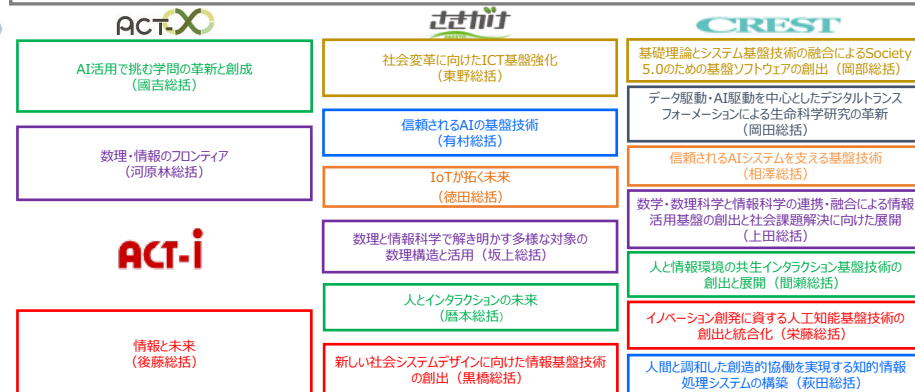 ACT-X
AI活用で挑む学問の革新と創成
(國吉総括)
数理・情報のフロンティア
(河原林総括)
ACT-i
情報と未来
(後藤総括)
さきがけ
社会変革に向けたICT基盤強化
(東野総括)
信頼されるAIの基盤技術
(有村総括)
IoTが拓く未来
(徳田総括)
数理と情報科学で解き明かす多様な対象の
数理構造と活用(坂上総括)
人とインタラクションの未来
(暦本総括)
新しい社会システムデザインに向けた情報基盤技術
の創出(黒橋総括)
CREST
基礎理論とシステム基盤技術の融合によるSociety
5.0のための基盤ソフトウェアの創出(岡部総括)
データ駆動・AI駆動を中心としたデジタルトランス
フォーメーションによる生命科学研究の革新
(岡田総括)
信頼されるAIシステムを支える基盤技術
(相澤総括)
数学・数理科学と情報科学の連携・融合による情報
活用基盤の創出と社会課題解決に向けた展開
(上田総括)
人と情報環境の共生インタラクション基盤技術の
創出と展開(間瀬総括)
イノベーション創発に資する人工知能基盤技術の
創出と統合化(栄藤総括)
人間と調和した創造的協働を実現する知的情報
処理システムの構築(萩田総括)